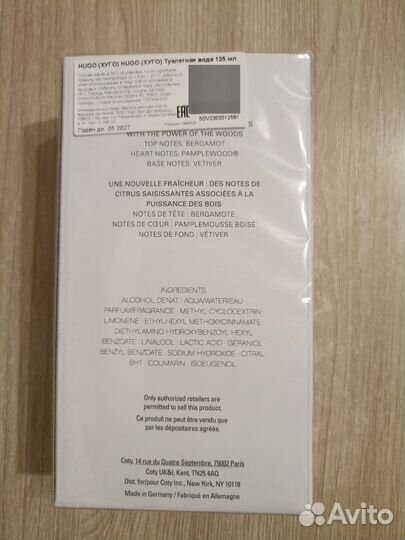 HUGO (ХУГО) HUGO (ХУГО) Туалетная вода 125 мл
Годен до: 05.2027
EAC
5DV2303012581
S
WITH THE POWER OF THE WOODS
TOP NOTES: BERGAMOT
HEART NOTES: PAMPLEWOOD®
BASE NOTES: VETIVER
UNE NOUVELLE FRAÎCHEUR : DES NOTES DE
CITRUS SAISISSANTES ASSOCIÉES À LA
PUISSANCE DES BOIS
NOTES DE TÊTE : BERGAMOTE
NOTES DE CŒUR : PAMPLEMOUSSE BOISÉ
NOTES DE FOND : VÉTIVER
INGREDIENTS:
ALCOHOL DENAT. · AQUA/WATER/EAU
PARFUM/FRAGRANCE · METHYL CYCLODEXTRIN ·
LIMONENE · ETHYLHEXYL METHOXYCINNAMATE
DIETHYLAMINO HYDROXYBENZOYL HEXYL
BENZOATE · LINALOOL · LACTIC ACID · GERANIOL
BENZYL BENZOATE · SODIUM HYDROXIDE · CITRAL
BHT · COUMARIN · ISOEUGENOL
Only authorized retailers are
permitted to sell this product.
Ce produit ne peut être vendu que
par les dépositaires agréés.
Coty, 14 rue du Quatre Septembre, 75002 Paris
Coty UK&I, Kent, TN25 4AQ
Dist. for/pour Coty Inc., New York, NY 10118
Made in Germany / Fabriqué en Allemagne
Avito